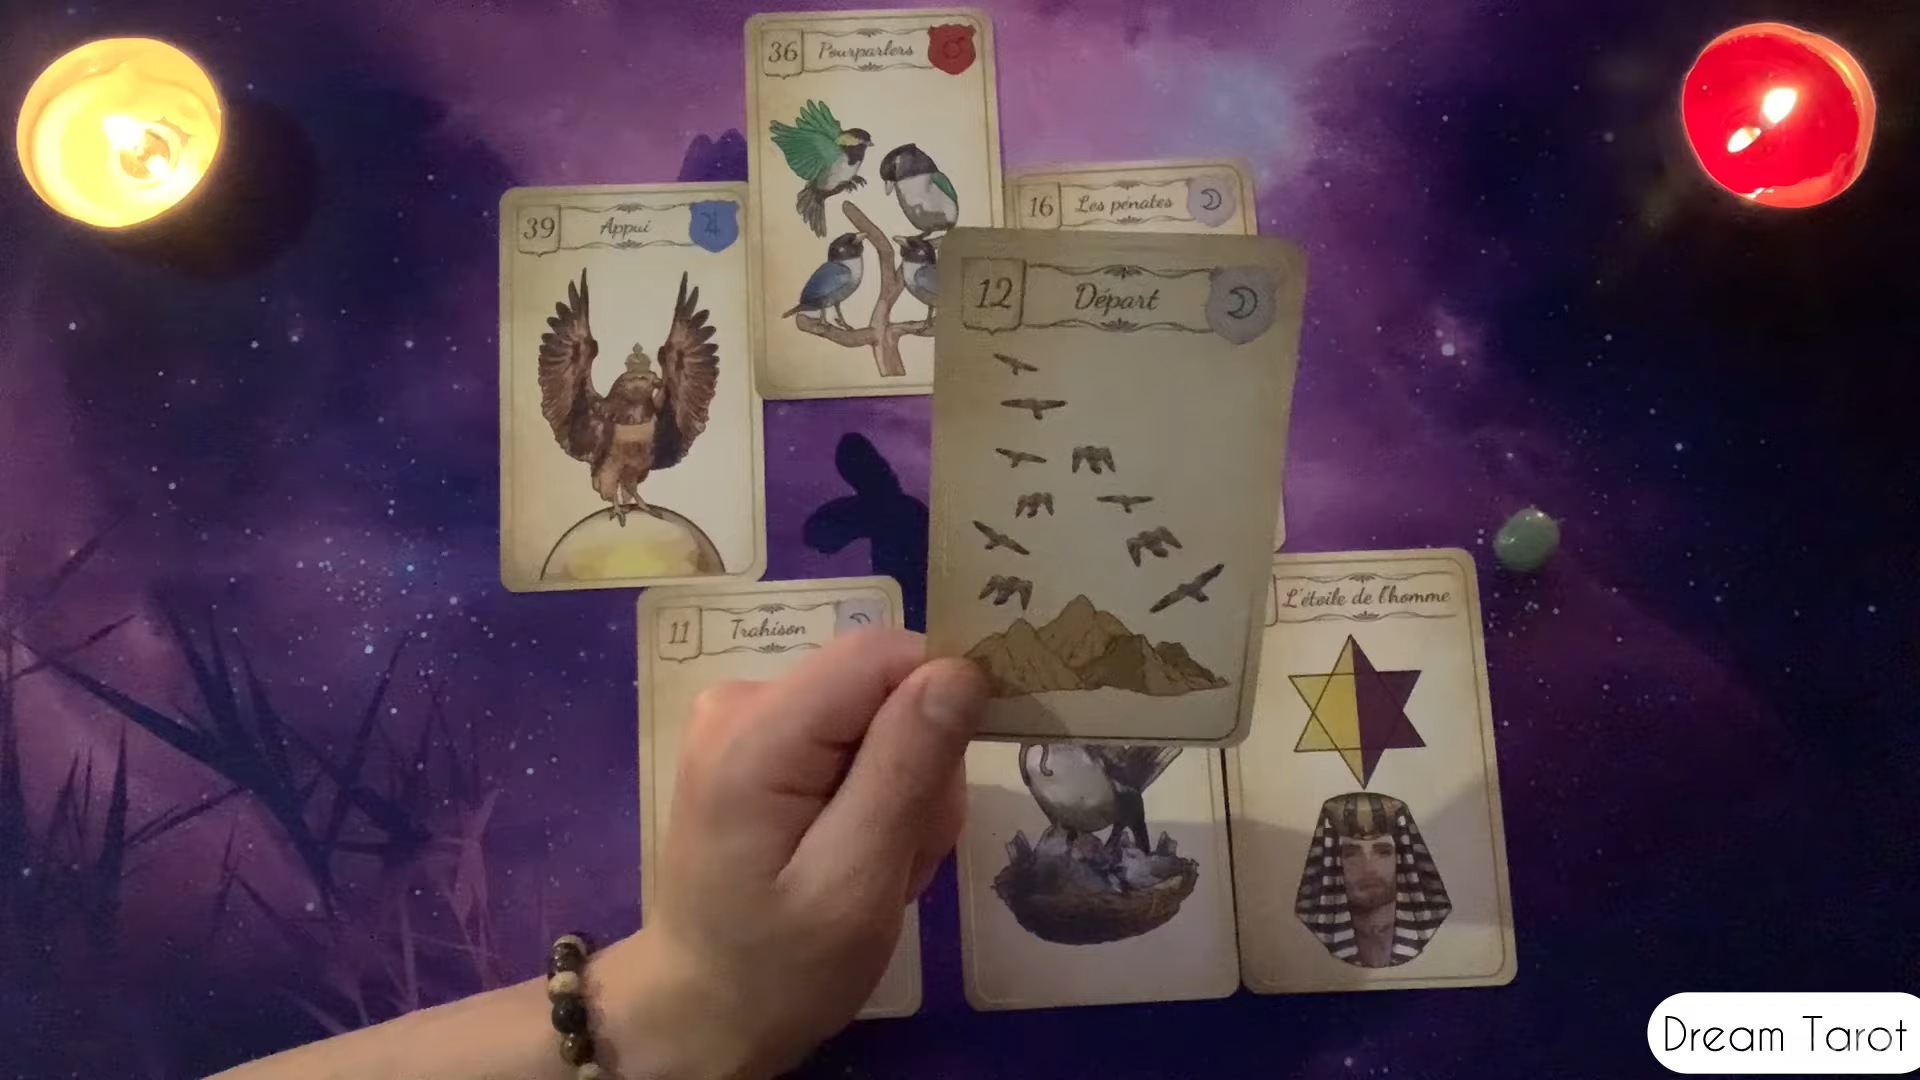 36 Pourparlers
39 Appui
16 Les pénates
12 Départ
11 Trahison
L'étoile de l'homme
Dream Tarot